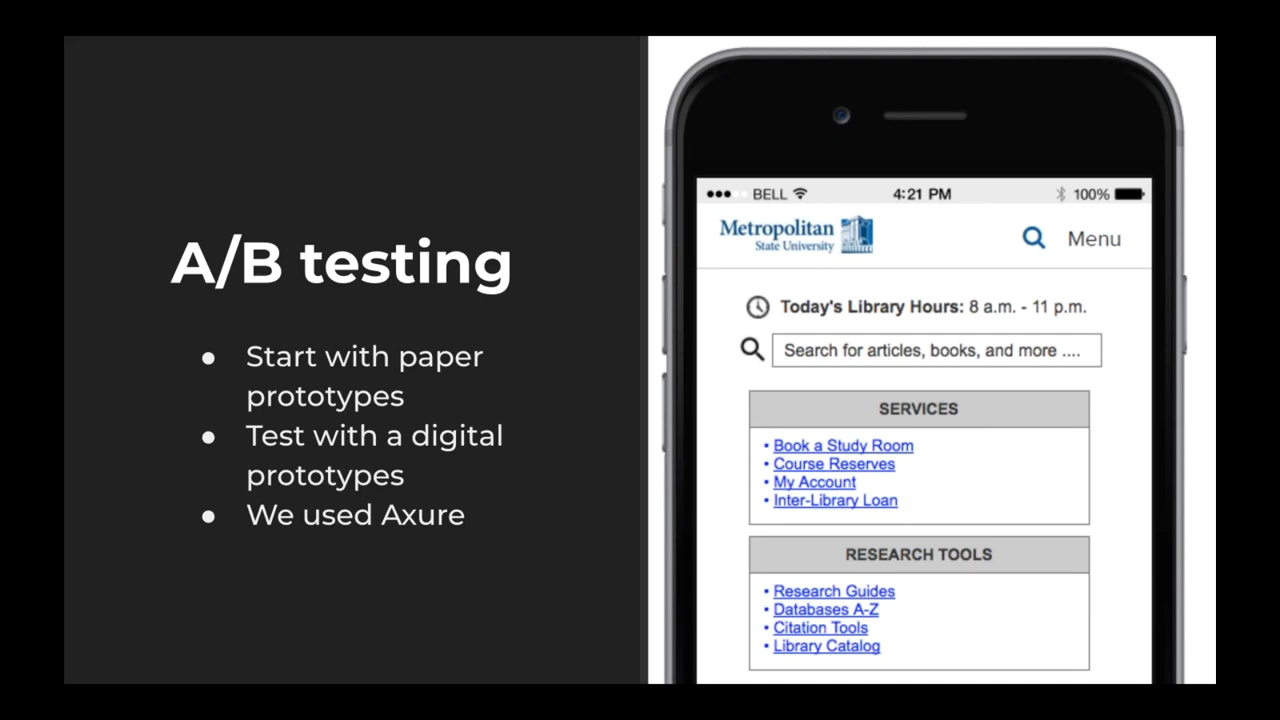 A/B testing
● Start with paper
prototypes
● Test with a digital
prototypes
● We used Axure
BELL 4:21 PM 100%
Metropolitan
State University
Menu
Today's Library Hours: 8 a.m. - 11 p.m.
Search for articles, books, and more ....
SERVICES
• Book a Study Room
• Course Reserves
• My Account
• Inter-Library Loan
RESEARCH TOOLS
• Research Guides
• Databases A-Z
• Citation Tools
• Library Catalog